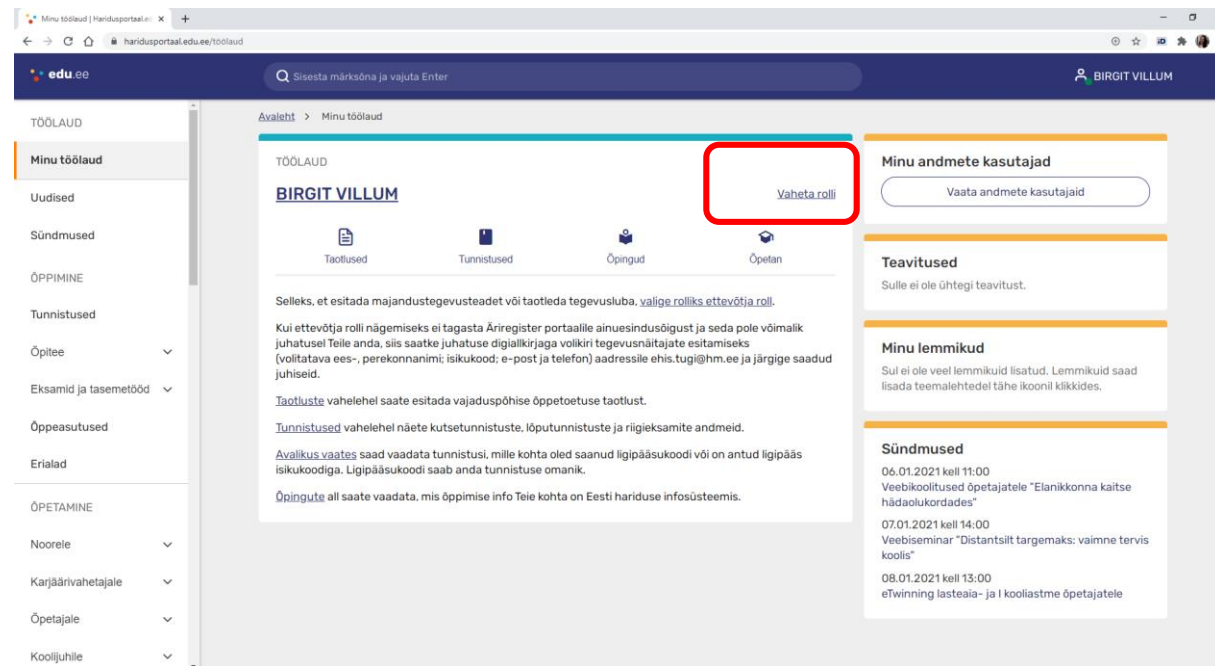 Minu töölaud | Haridusportaal.ee
haridusportaal.edu.ee/töölaud
edu.ee
Sisesta märksõna ja vajuta Enter
BIRGIT VILLUM
TÖÖLAUD
Minu töölaud
Uudised
Sündmused
ÕPPIMINE
Tunnistused
Õpitee
Eksamid ja tasemetööd
Õppeasutused
Erialad
ÕPETAMINE
Noorele
Karjäärivahetajale
Õpetajale
Koolijuhile
Avaleht > Minu töölaud
TÖÖLAUD
BIRGIT VILLUM
Vaheta rolli
Taotlused Tunnistused Õpingud Õpetan
Selleks, et esitada majandustegevusteadet või taotleda tegevusluba, valige rolliks ettevõtja roll.
Kui ettevõtja rolli nägemiseks ei tagasta Äriregister portaalile ainuesindusõigust ja seda pole võimalik
juhatusel Teile anda, siis saatke juhatuse digiallkirjaga volikiri tegevusnäitajate esitamiseks
(volitatava ees-, perekonnanimi; isikukood; e-post ja telefon) aadressile ehis.tugi@hm.ee ja järgige saadud
juhiseid.
Taotluste vahelehel saate esitada vajaduspõhise õppetoetuse taotlust.
Tunnistused vahelehel näete kutsetunnistuste, lõputunnistuste ja riigieksamite andmeid.
Avalikus vaates saad vaadata tunnistusi, mille kohta oled saanud ligipääsukoodi või on antud ligipääs
isikukoodiga. Ligipääsukoodi saab anda tunnistuse omanik.
Õpingute all saate vaadata, mis õppimise info Teie kohta on Eesti hariduse infosüsteemis.
Minu andmete kasutajad
Vaata andmete kasutajaid
Teavitused
Sulle ei ole ühtegi teavitust.
Minu lemmikud
Sul ei ole veel lemmikuid lisatud. Lemmikuid saad
lisada teemalehtedel tähe ikoonil klikkides.
Sündmused
06.01.2021 kell 11:00
Veebikoolitused õpetajatele "Elanikkonna kaitse
hädaolukordades"
07.01.2021 kell 14:00
Veebiseminar "Distantsilt targemaks: vaimne tervis
koolis"
08.01.2021 kell 13:00
eTwinning lasteaia- ja I kooliastme õpetajatele